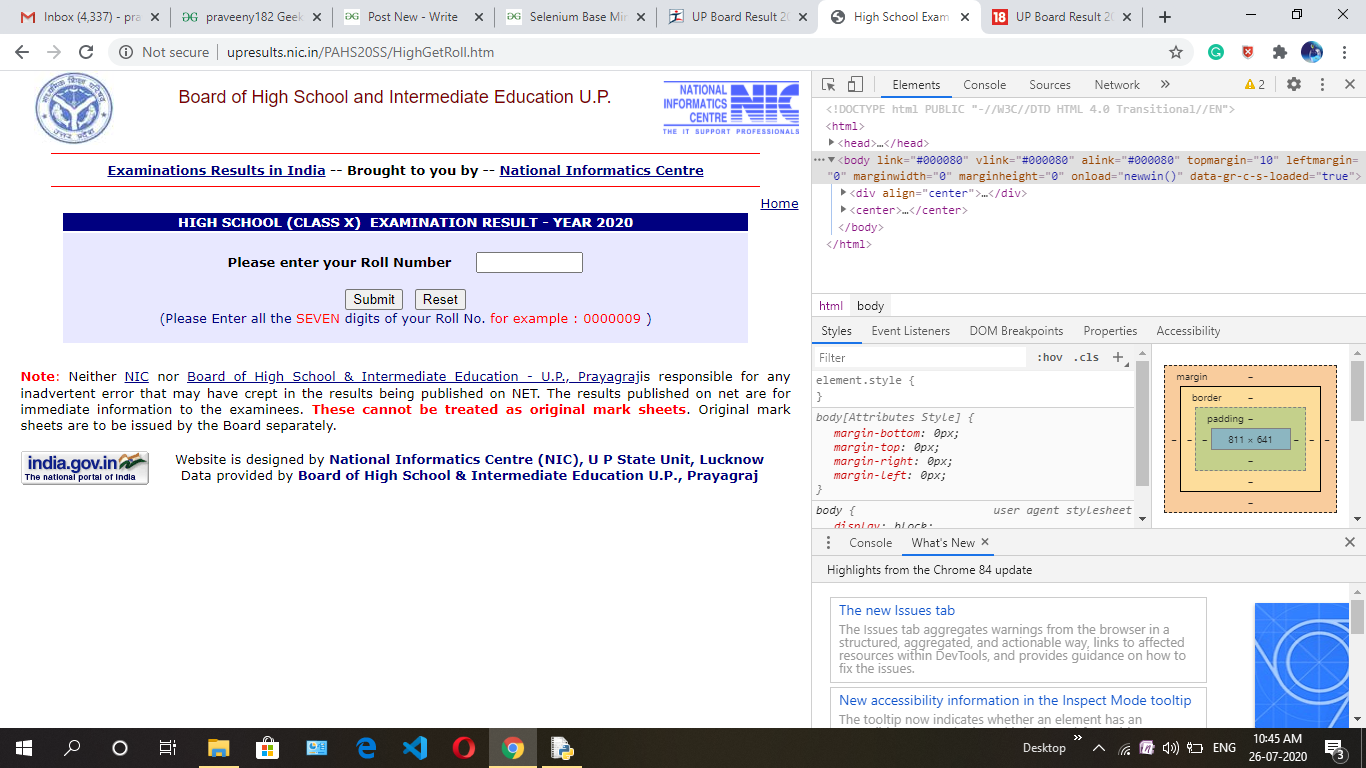 Inbox (4,337) - pra
praveeny182 Geek
Post New - Write
Selenium Base Min
UP Board Result 20
High School Exam
18 UP Board Result 20
Not secure upresults.nic.in/PAHS20SS/HighGetRoll.htm
Board of High School and Intermediate Education U.P.
NATIONAL
INFORMATICS
CENTRE
NIC
THE IT SUPPORT PROFESSIONALS
Examinations Results in India -- Brought to you by -- National Informatics Centre
Home
HIGH SCHOOL (CLASS X) EXAMINATION RESULT - YEAR 2020
Please enter your Roll Number
Submit Reset
(Please Enter all the SEVEN digits of your Roll No. for example : 0000009 )
Note: Neither NIC nor Board of High School & Intermediate Education - U.P., Prayagrajis responsible for any
inadvertent error that may have crept in the results being published on NET. The results published on net are for
immediate information to the examinees. These cannot be treated as original mark sheets. Original mark
sheets are to be issued by the Board separately.
india.gov.in
The national portal of India
Website is designed by National Informatics Centre (NIC), U P State Unit, Lucknow
Data provided by Board of High School & Intermediate Education U.P., Prayagraj
Elements Console Sources Network » 2
<!DOCTYPE html PUBLIC "-//W3C//DTD HTML 4.0 Transitional//EN">
<html>
<head>…</head>
<body link="#000080" vlink="#000080" alink="#000080" topmargin="10" leftmargin=
"0" marginwidth="0" marginheight="0" onload="newwin()" data-gr-c-s-loaded="true">
<div align="center">…</div>
<center>…</center>
</body>
</html>
html body
Styles Event Listeners DOM Breakpoints Properties Accessibility
Filter :hov .cls +
element.style {
}
body[Attributes Style] {
margin-bottom: 0px;
margin-top: 0px;
margin-right: 0px;
margin-left: 0px;
}
body { user agent stylesheet
display: block;
margin –
border –
padding –
– – – 811 × 641 – – –
–
–
–
Console What's New
Highlights from the Chrome 84 update
The new Issues tab
The Issues tab aggregates warnings from the browser in a
structured, aggregated, and actionable way, links to affected
resources within DevTools, and provides guidance on how to
fix the issues.
New accessibility information in the Inspect Mode tooltip
The tooltip now indicates whether an element has an
Desktop » ENG 10:45 AM
26-07-2020
3